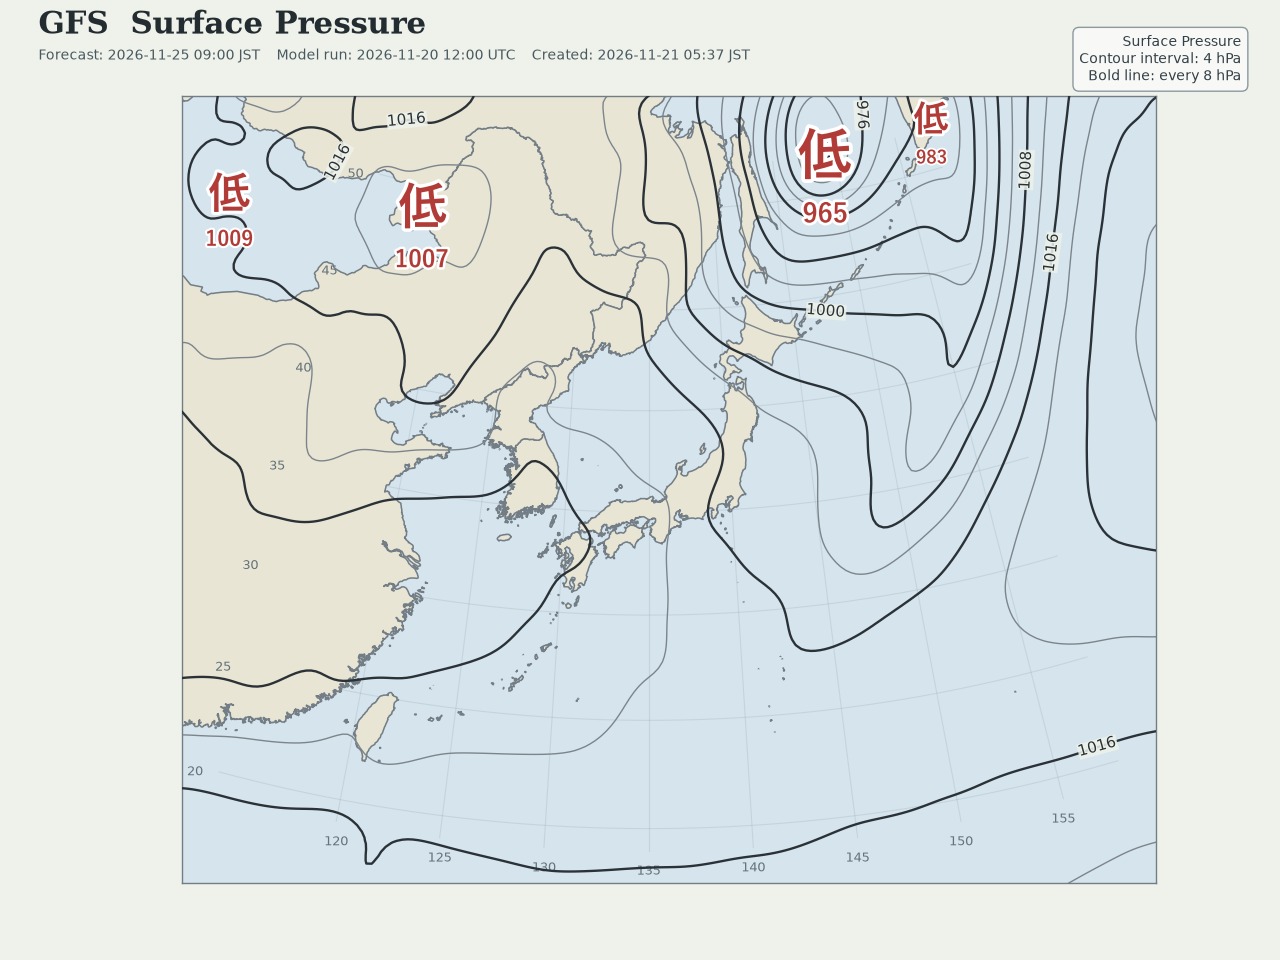 GFS Surface Pressure
Forecast: 2026-11-25 09:00 JST Model run: 2026-11-20 12:00 UTC Created: 2026-11-21 05:37 JST
Surface Pressure
Contour interval: 4 hPa
Bold line: every 8 hPa
1016
976
低
983
低
965
1016
50
低
1009
低
1007
1008
1016
45
1000
40
35
30
25
20
1016
120
125
130
135
140
145
150
155